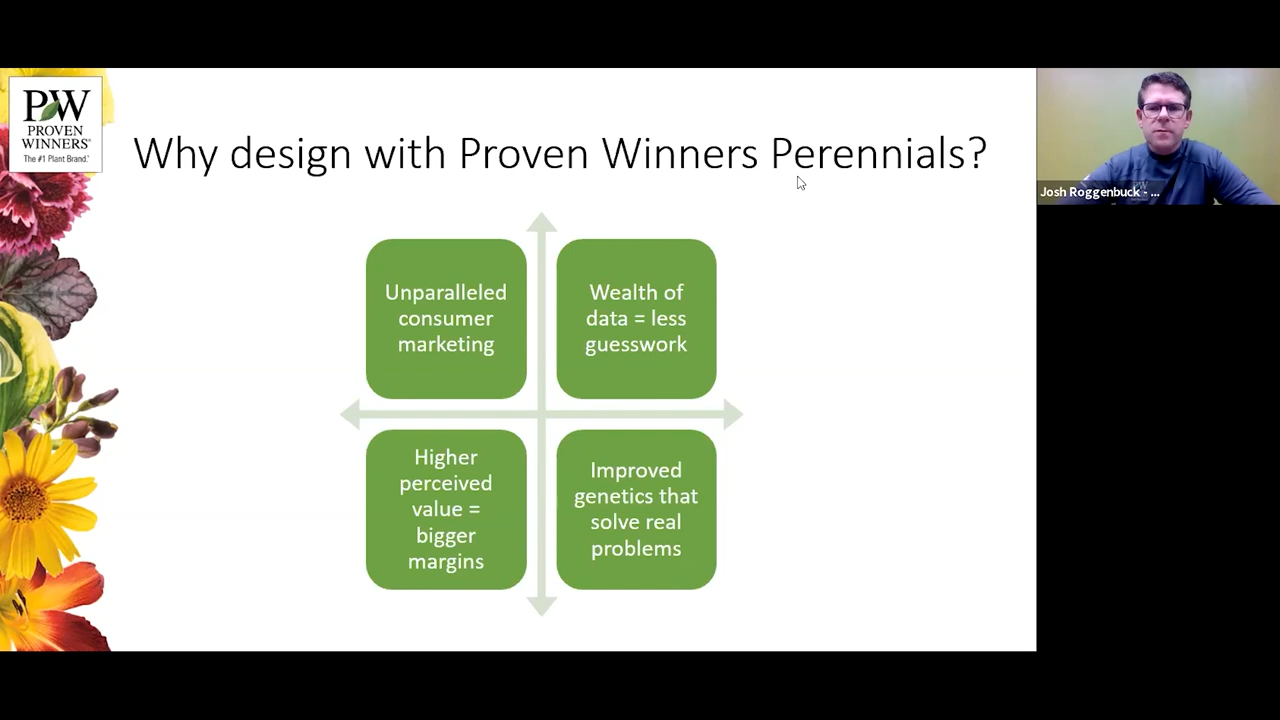 PW
PROVEN
WINNERS®
The #1 Plant Brand.®
Why design with Proven Winners Perennials?
Josh Roggenbuck - ...
Unparalleled
consumer
marketing
Wealth of
data = less
guesswork
Higher
perceived
value =
bigger
margins
Improved
genetics that
solve real
problems